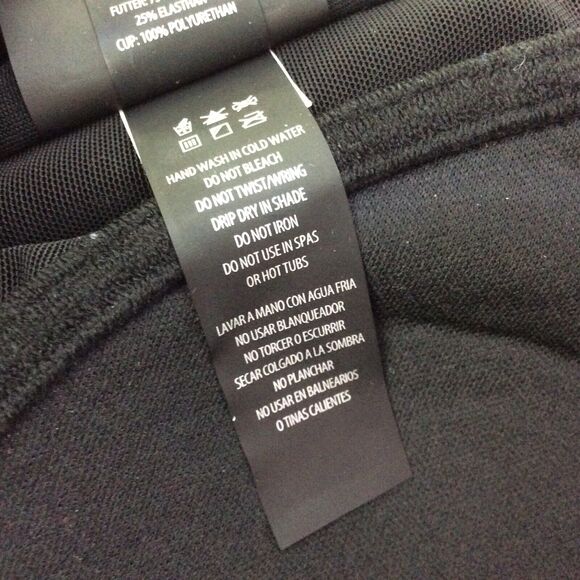 FUTTER:
25% ELASTHAN
CUP: 100% POLYURETHAN
HAND WASH IN COLD WATER
DO NOT BLEACH
DO NOT TWIST/WRING
DRIP DRY IN SHADE
DO NOT IRON
DO NOT USE IN SPAS
OR HOT TUBS
LAVAR A MANO CON AGUA FRIA
NO USAR BLANQUEADOR
NO TORCER O ESCURRIR
SECAR COLGADO A LA SOMBRA
NO PLANCHAR
NO USAR EN BALNEARIOS
O TINAS CALIENTES